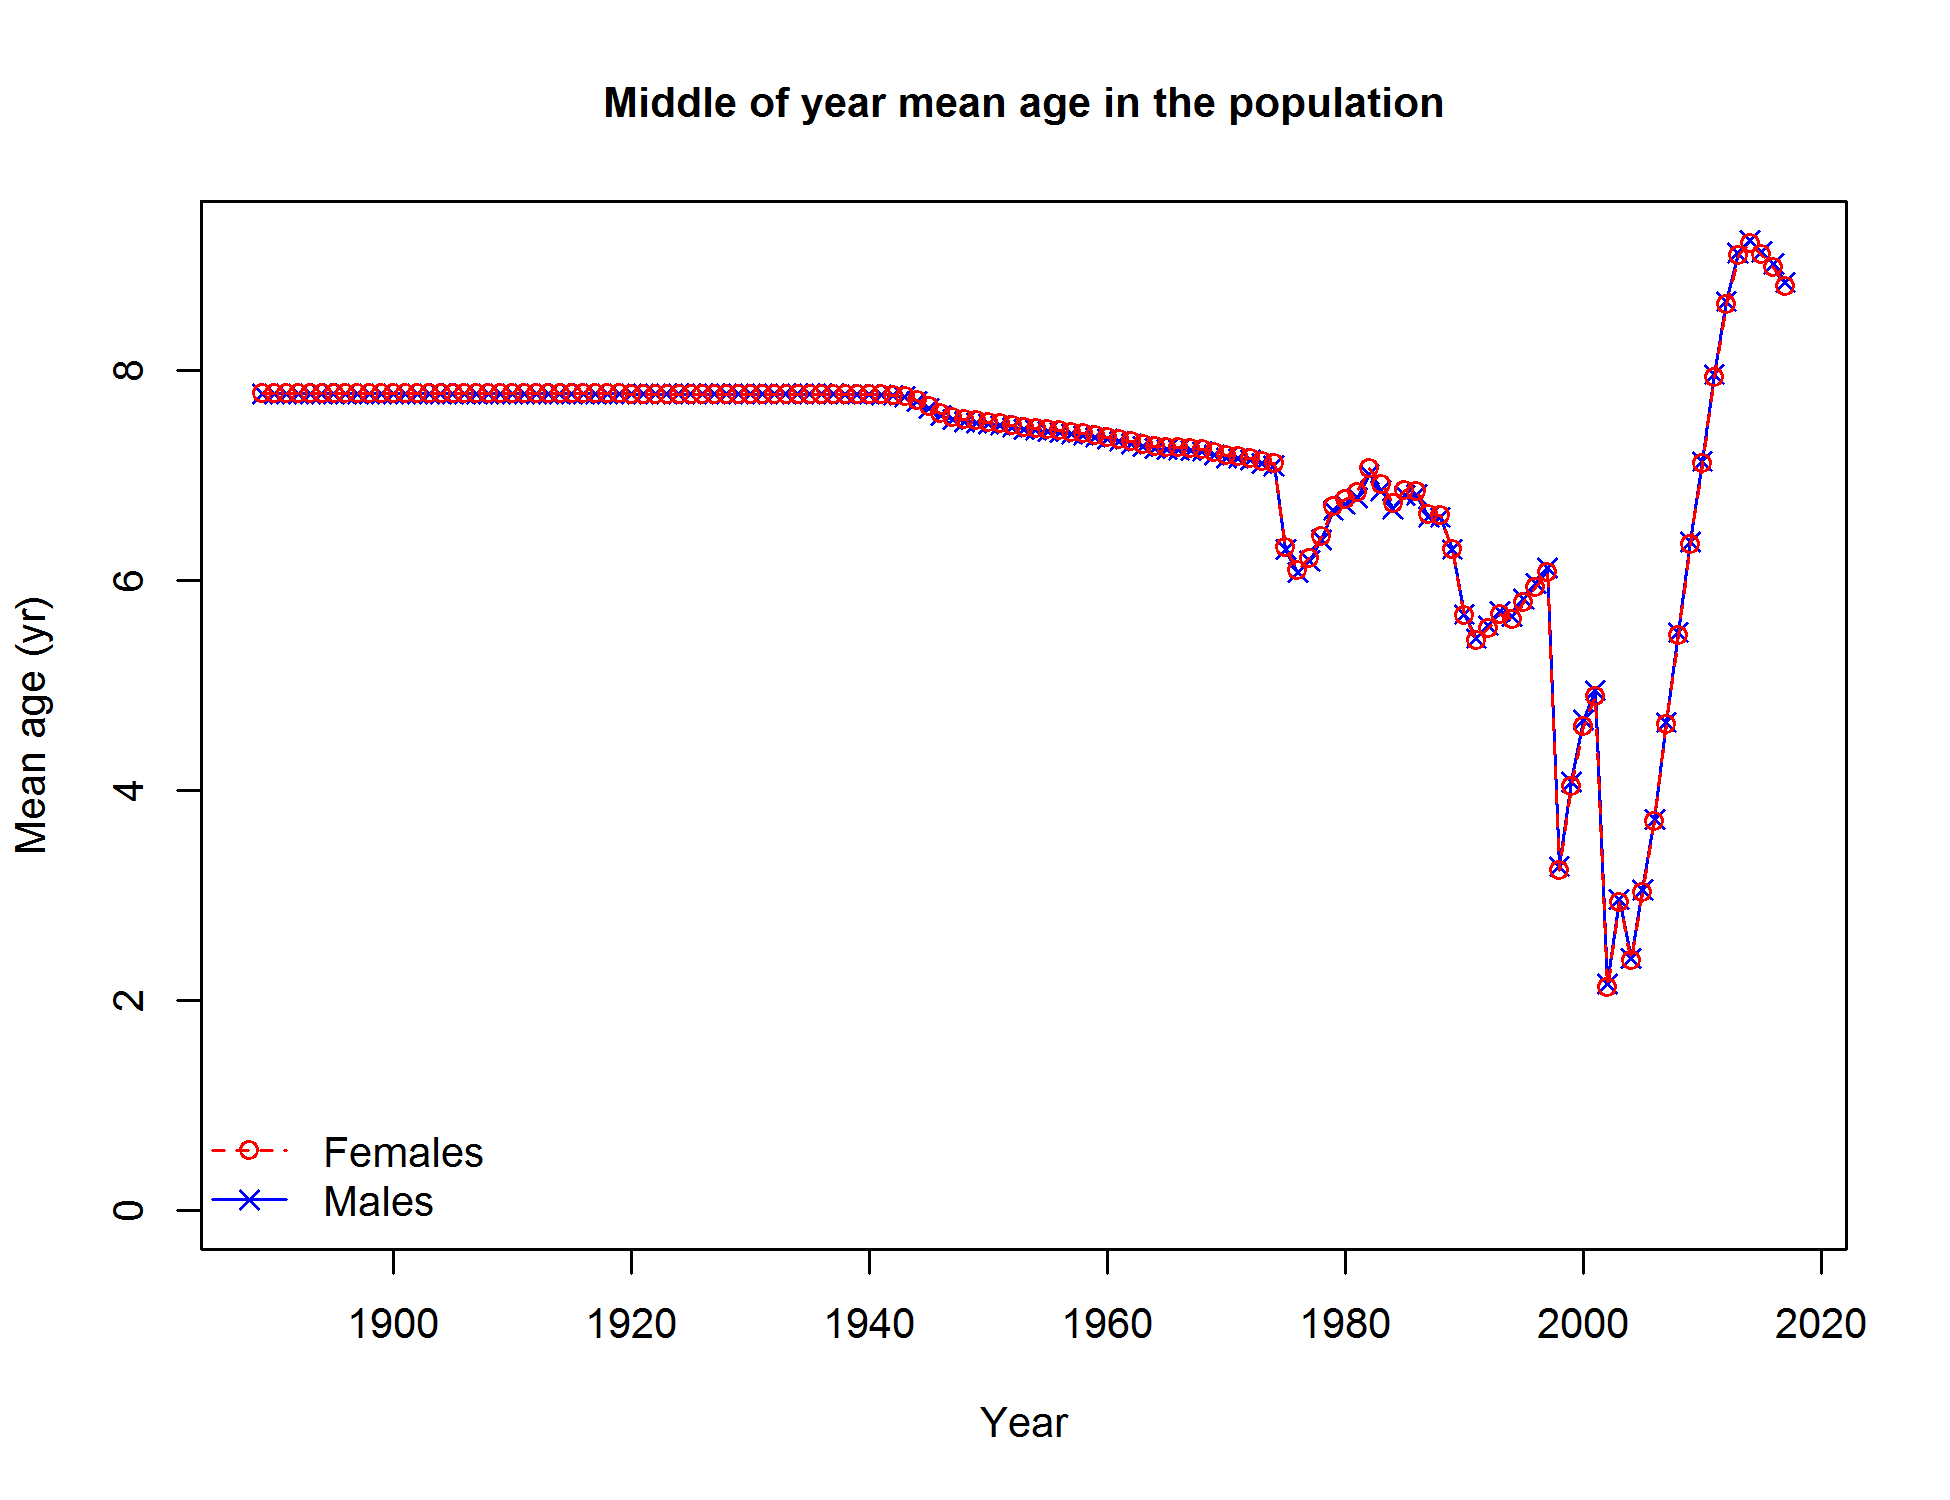 Middle of year mean age in the population
Mean age (yr)
8
6
4
2
0
Females
Males
1900 1920 1940 1960 1980 2000 2020
Year